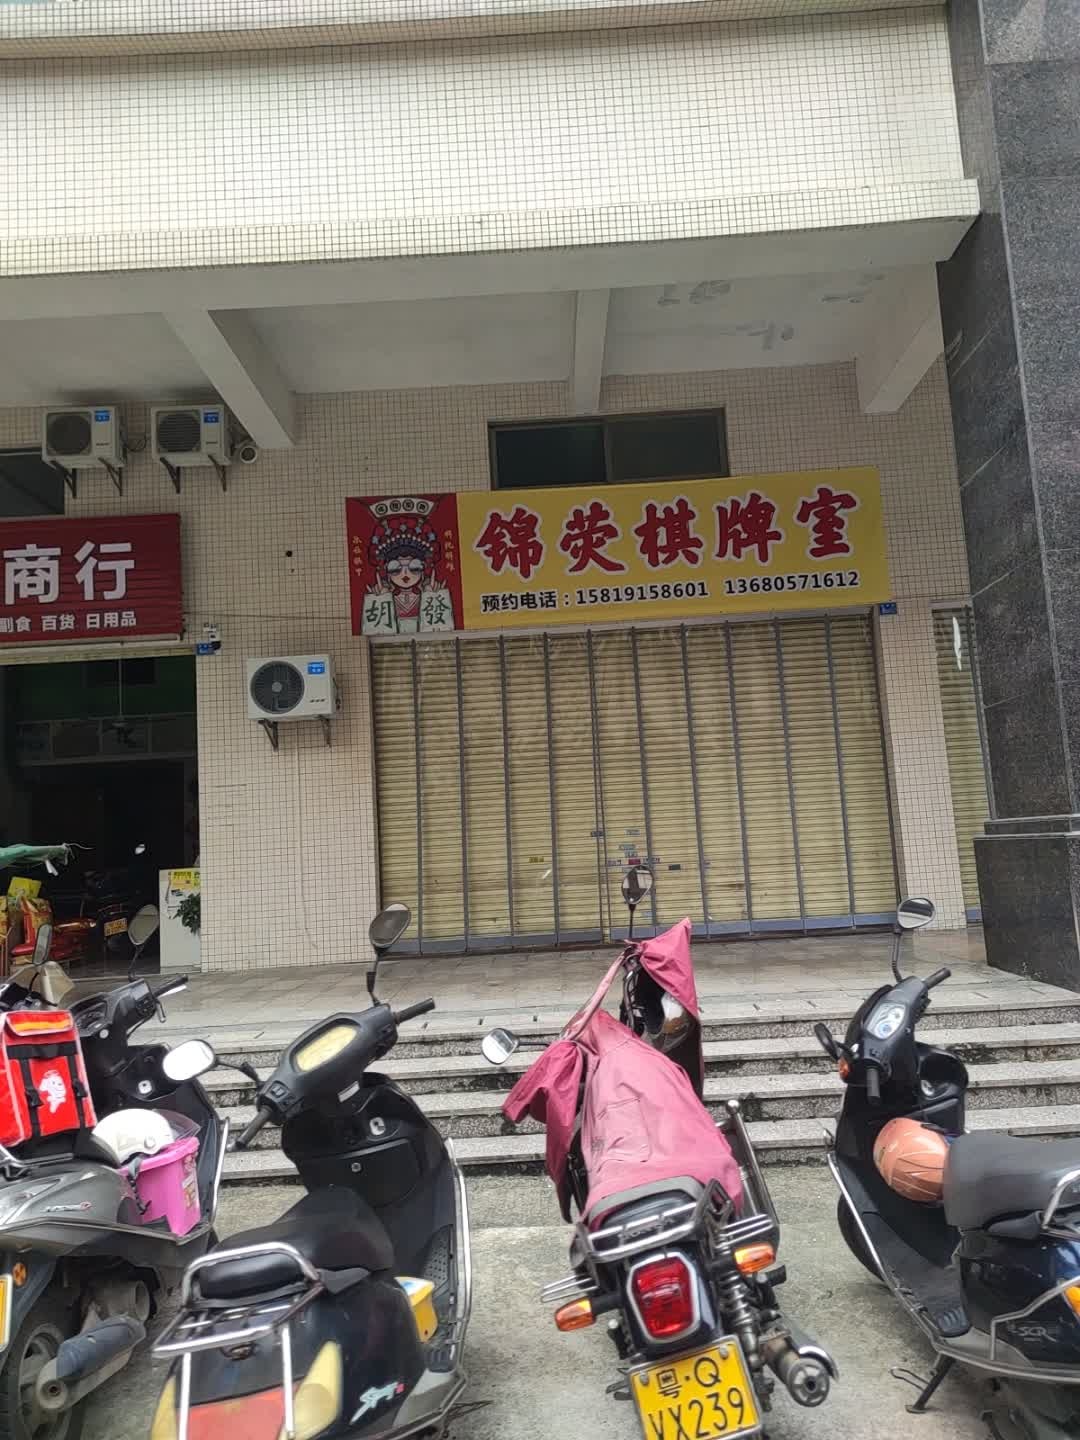 商行
副食 百货 日用品
锦荧棋牌室
预约电话：15819158601 13680571612
胡 發
粤·Q
VX239